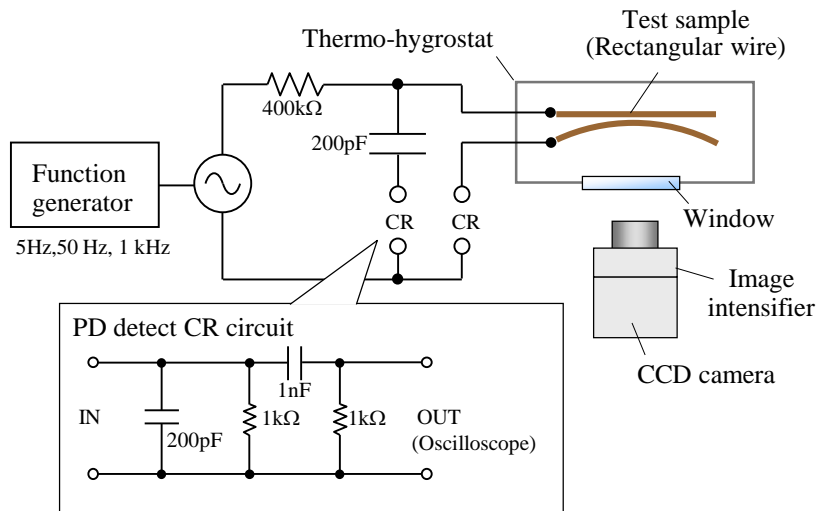 Thermo-hygrostat
Test sample
(Rectangular wire)
400kΩ
200pF
Function
generator
CR
CR
5Hz,50 Hz, 1 kHz
Window
Image
intensifier
CCD camera
PD detect CR circuit
1nF
IN
200pF
1kΩ
1kΩ
OUT
(Oscilloscope)